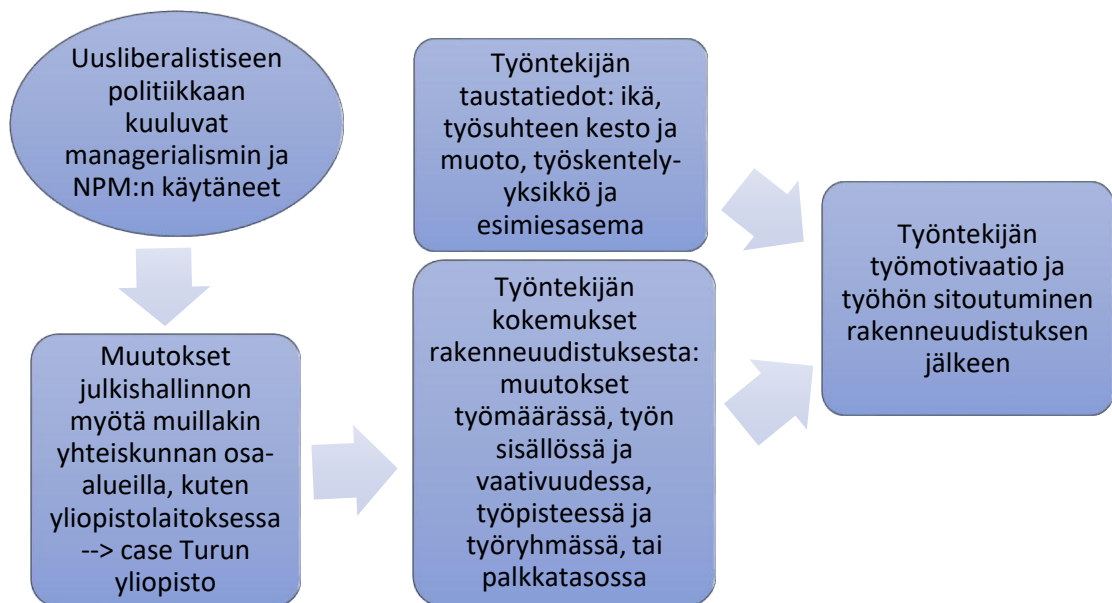 Uusliberalistiseen
politiikkaan
kuuluvat
managerialismin ja
NPM:n käytäneet
Muutokset
julkishallinnon
myötä muillakin
yhteiskunnan osa-
alueilla, kuten
yliopistolaitoksessa
--> case Turun
yliopisto
Työntekijän
taustatiedot: ikä,
työsuhteen kesto ja
muoto, työskentely-
yksikkö ja
esimiesasema
Työntekijän
kokemukset
rakenneuudistuksesta:
muutokset
työmäärässä, työn
sisällössä ja
vaativuudessa,
työpisteessä ja
työryhmässä, tai
palkkatasossa
Työntekijän
työmotivaatio ja
työhön sitoutuminen
rakenneuudistuksen
jälkeen